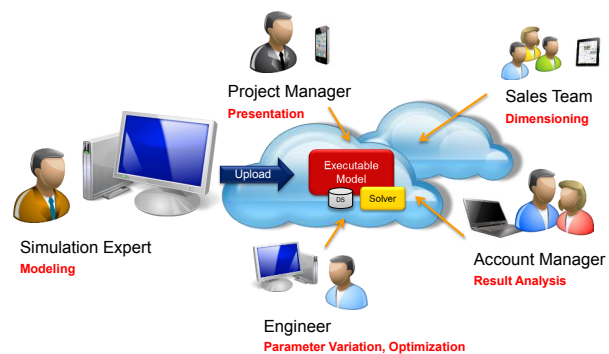 Project Manager
Presentation
Sales Team
Dimensioning
Upload
Executable
Model
DS
Solver
Simulation Expert
Modeling
Account Manager
Result Analysis
Engineer
Parameter Variation, Optimization